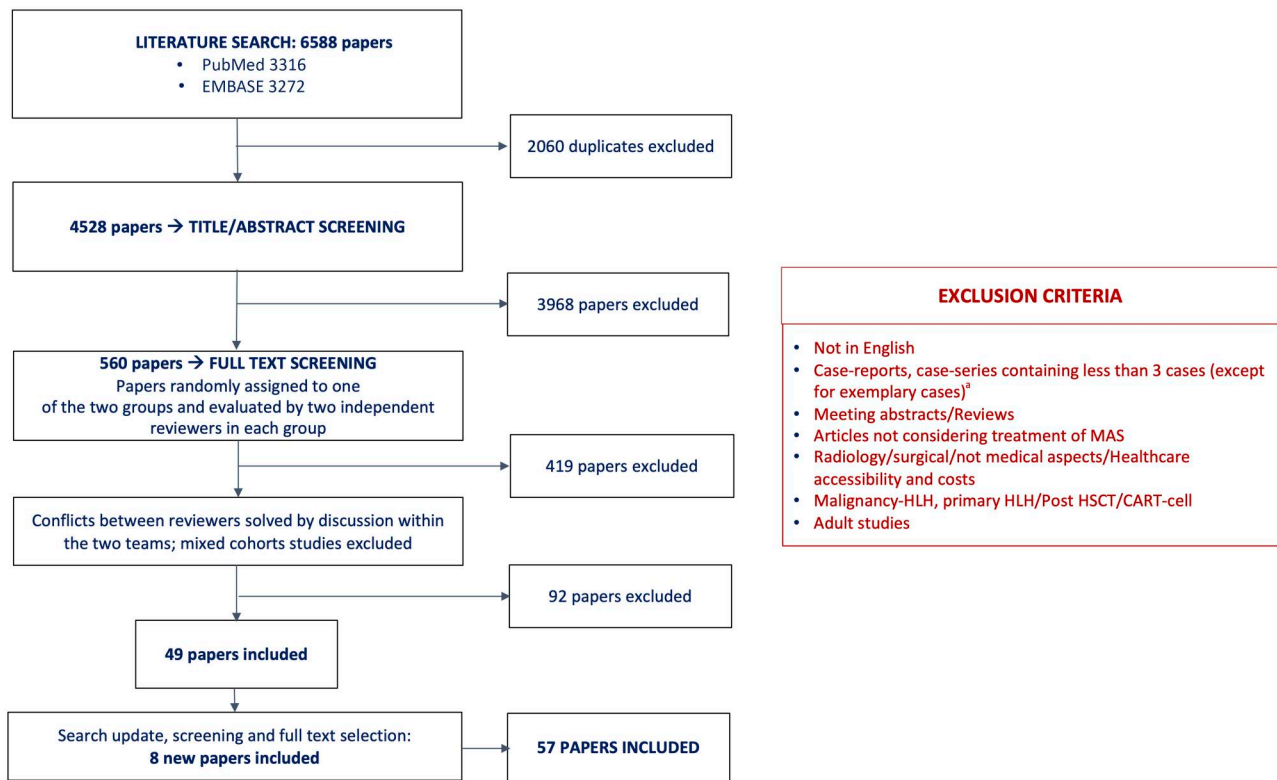 LITERATURE SEARCH: 6588 papers
• PubMed 3316
• EMBASE 3272
2060 duplicates excluded
4528 papers → TITLE/ABSTRACT SCREENING
3968 papers excluded
560 papers → FULL TEXT SCREENING
Papers randomly assigned to one
of the two groups and evaluated by two independent
reviewers in each group
419 papers excluded
Conflicts between reviewers solved by discussion within
the two teams; mixed cohorts studies excluded
92 papers excluded
49 papers included
Search update, screening and full text selection:
8 new papers included
57 PAPERS INCLUDED
EXCLUSION CRITERIA
• Not in English
• Case-reports, case-series containing less than 3 cases (except
for exemplary cases)ª
• Meeting abstracts/Reviews
• Articles not considering treatment of MAS
• Radiology/surgical/not medical aspects/Healthcare
accessibility and costs
• Malignancy-HLH, primary HLH/Post HSCT/CART-cell
• Adult studies